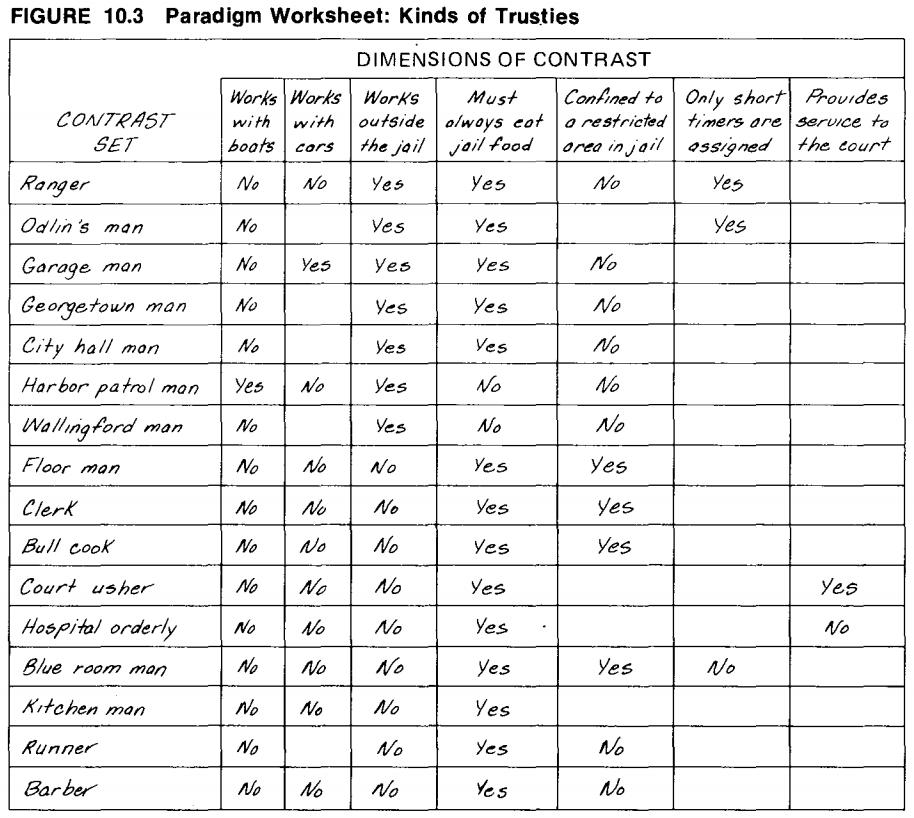 FIGURE 10.3 Paradigm Worksheet: Kinds of Trusties
DIMENSIONS OF CONTRAST
CONTRAST SET Works with boats Works with cars Works outside the jail Must always eat jail food Confined to a restricted area in jail Only short timers are assigned Provides service to the court
Ranger No No Yes Yes No Yes
Odlin's man No Yes Yes Yes
Garage man No Yes Yes Yes No
Georgetown man No Yes Yes No
City hall man No Yes Yes No
Harbor patrol man Yes No Yes No No
Wallingford man No Yes No No
Floor man No No No Yes Yes
Clerk No No No Yes Yes
Bull cook No No No Yes Yes
Court usher No No No Yes Yes
Hospital orderly No No No Yes No
Blue room man No No No Yes Yes No
Kitchen man No No No Yes
Runner No No Yes No
Barber No No No Yes No